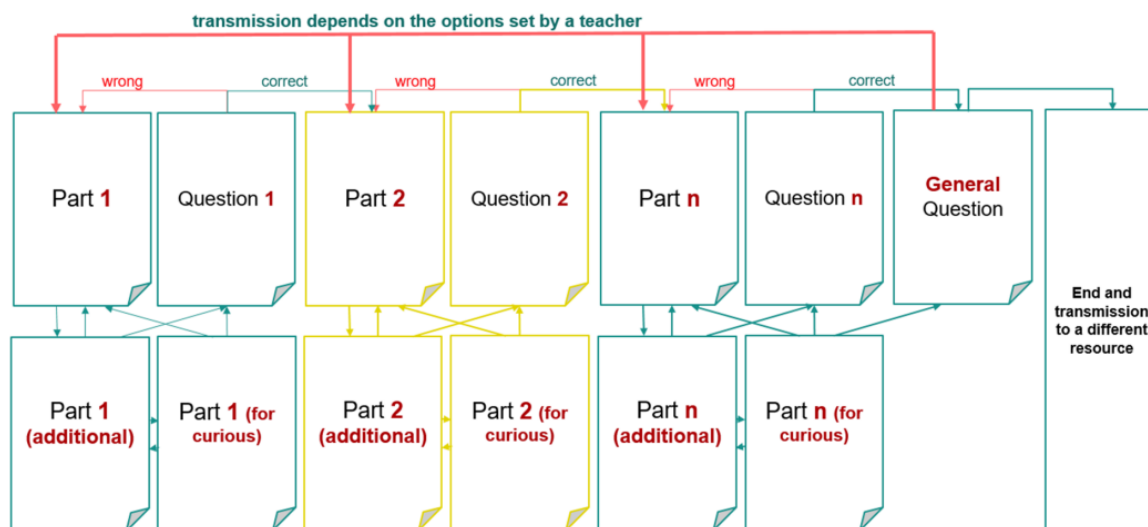 transmission depends on the options set by a teacher
wrong
correct
wrong
correct
wrong
correct
Part 1
Question 1
Part 2
Question 2
Part n
Question n
General
Question
End and
transmission
to a different
resource
Part 1
(additional)
Part 1 (for
curious)
Part 2
(additional)
Part 2 (for
curious)
Part n
(additional)
Part n (for
curious)